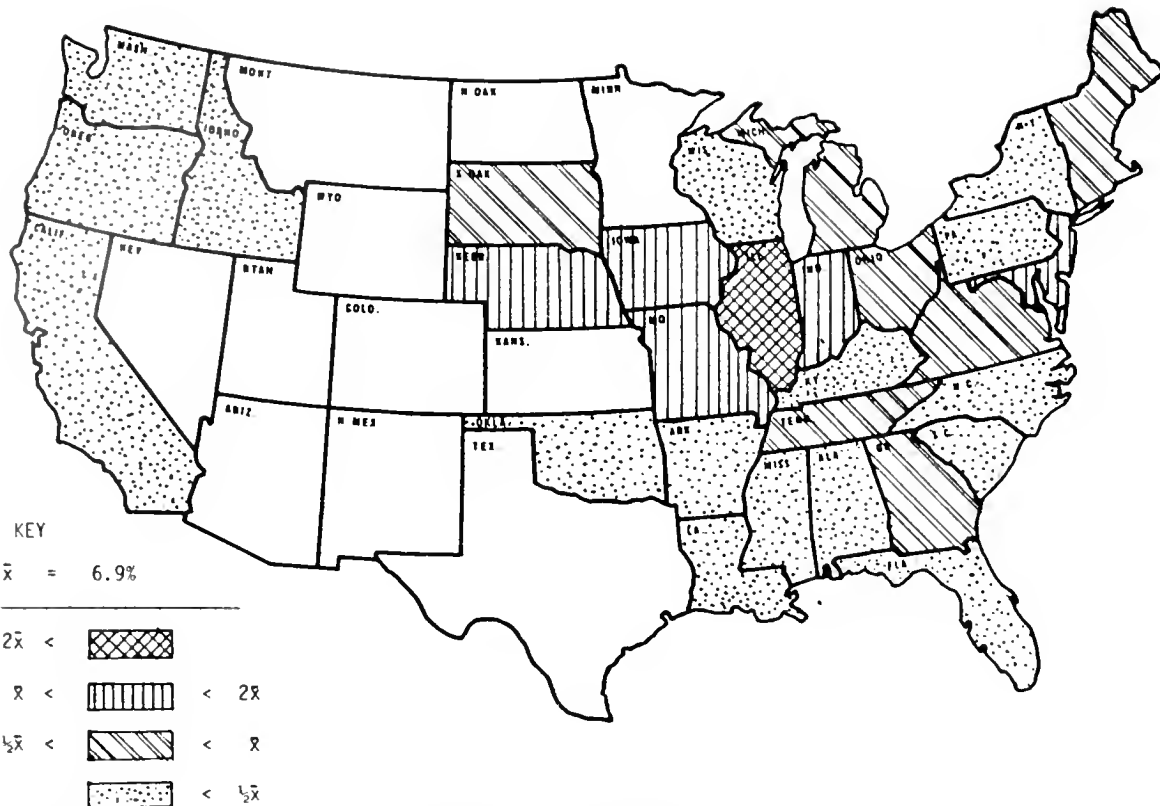 WASH.
MONT
N DAK
MINN
OREG
IDAHO
S DAK
WIS.
MICH
N.Y.
WYO
CALIF.
NEV
UTAH
NEBR
IOWA
ILL
IND
OHIO
PA
COLO.
KANS.
MO
KY
ARIZ
N MEX
OKLA.
TEX.
ARK
TENN
N.C.
S.C.
MISS
ALA
GA
LA
FLA
KEY
x̄ = 6.9%
2x̄ <
x̄ < < 2x̄
½x̄ < < x̄
< ½x̄